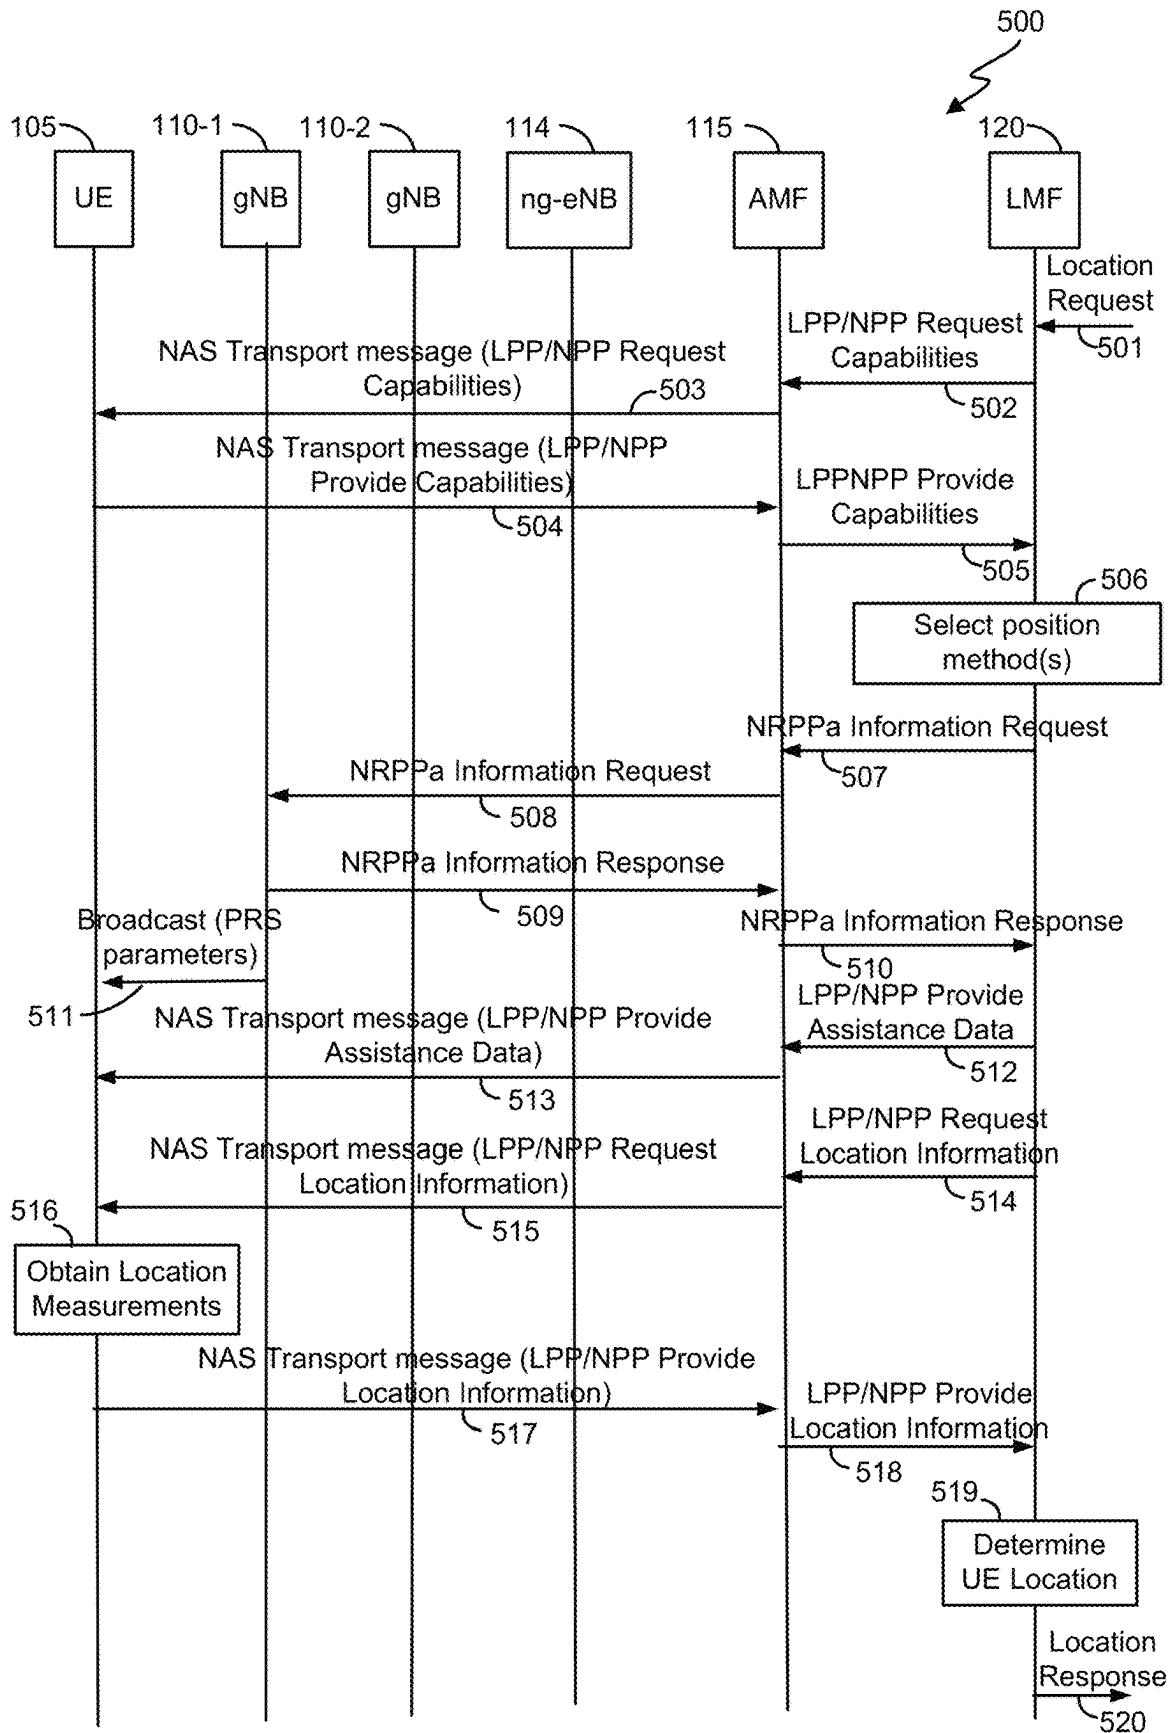 500
105
110-1
110-2
114
115
120
UE
gNB
gNB
ng-eNB
AMF
LMF
Location
Request
501
LPP/NPP Request
Capabilities
502
NAS Transport message (LPP/NPP Request
Capabilities)
503
NAS Transport message (LPP/NPP
Provide Capabilities)
504
LPPNPP Provide
Capabilities
505
506
Select position
method(s)
NRPPa Information Request
507
NRPPa Information Request
508
NRPPa Information Response
509
NRPPa Information Response
510
Broadcast (PRS
parameters)
511
LPP/NPP Provide
Assistance Data
512
NAS Transport message (LPP/NPP Provide
Assistance Data)
513
LPP/NPP Request
Location Information
514
NAS Transport message (LPP/NPP Request
Location Information)
515
516
Obtain Location
Measurements
NAS Transport message (LPP/NPP Provide
Location Information)
517
LPP/NPP Provide
Location Information
518
519
Determine
UE Location
Location
Response
520